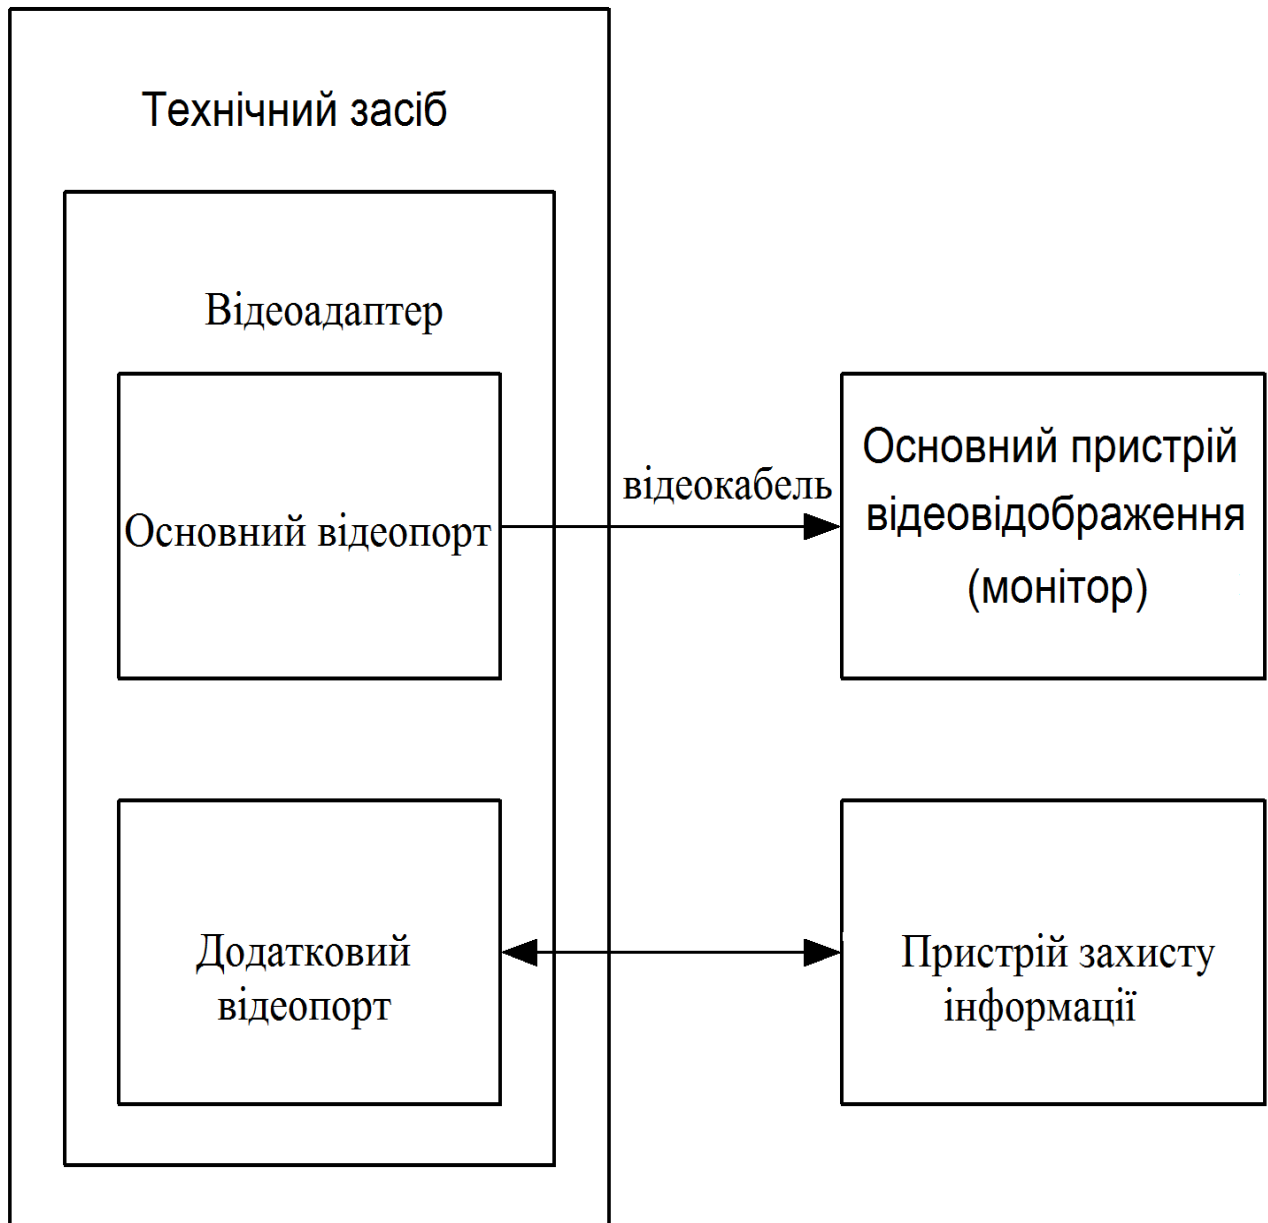 Технічний засіб
Відеоадаптер
Основний відеопорт
відеокабель
Основний пристрій
відеовідображення
(монітор)
Додатковий
відеопорт
Пристрій захисту
інформації